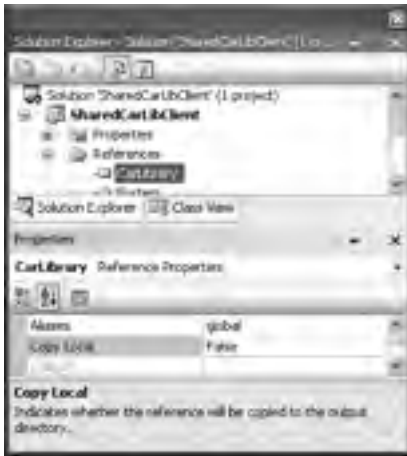 Solution Explorer - Solution 'SharedCarLibClient' (1
Solution 'SharedCarLibClient' (1 project)
SharedCarLibClient
Properties
References
CarLibrary
System
Solution Explorer Class View
Properties
CarLibrary Reference Properties
Aliases global
Copy Local False
Copy Local
Indicates whether the reference will be copied to the output
directory.